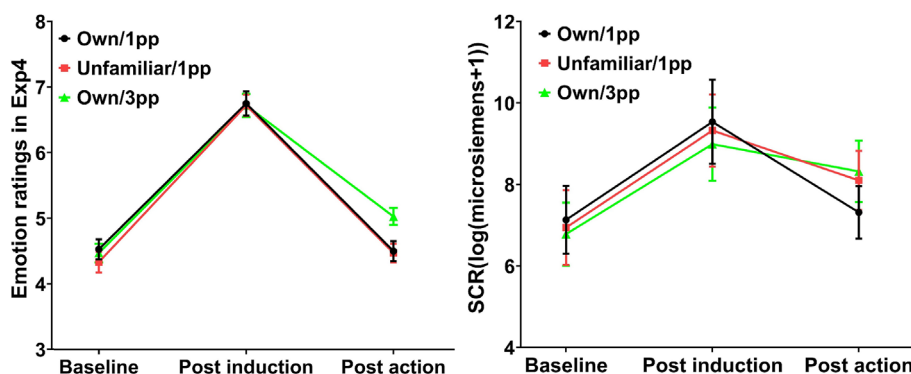 Emotion ratings in Exp4
8
7
6
5
4
3
Own/1pp
Unfamiliar/1pp
Own/3pp
Baseline
Post induction
Post action
SCR(log(microsiemens+1))
12
10
8
6
4
Own/1pp
Unfamiliar/1pp
Own/3pp
Baseline
Post induction
Post action